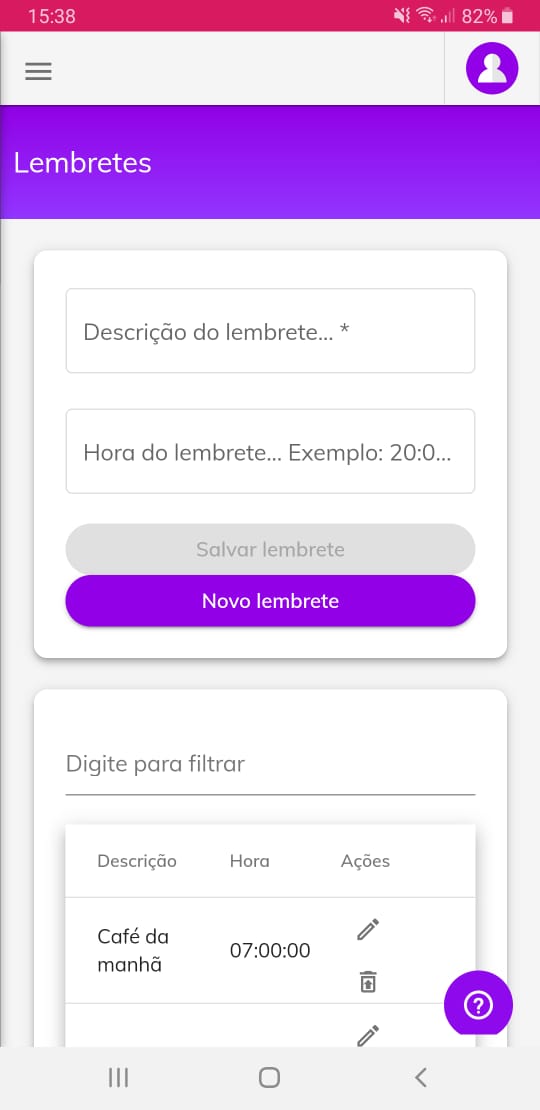 15:38
82%
Lembretes
Descrição do lembrete... *
Hora do lembrete... Exemplo: 20:0...
Salvar lembrete
Novo lembrete
Digite para filtrar
Descrição Hora Ações
Café da
manhã
07:00:00
?